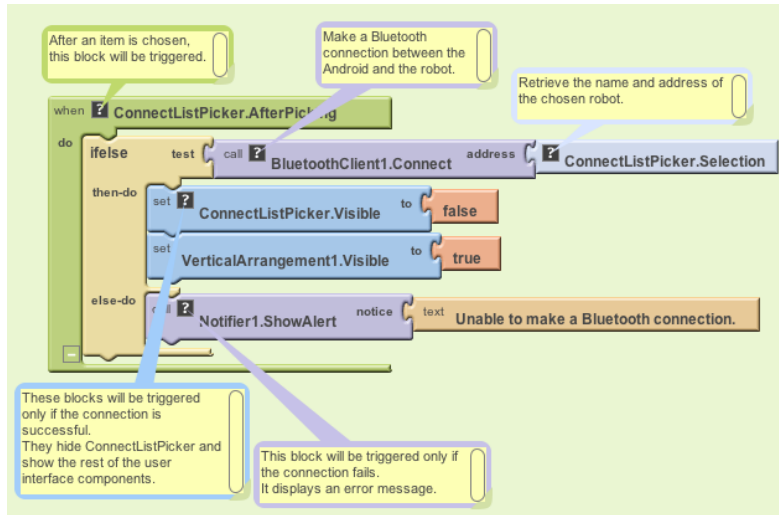 After an item is chosen,
this block will be triggered.
Make a Bluetooth
connection between the
Android and the robot.
Retrieve the name and address of
the chosen robot.
when ? ConnectListPicker.AfterPicking
do
ifelse test call ? BluetoothClient1.Connect address ? ConnectListPicker.Selection
then-do set ? ConnectListPicker.Visible to false
set VerticalArrangement1.Visible to true
else-do call ? Notifier1.ShowAlert notice text Unable to make a Bluetooth connection.
These blocks will be triggered
only if the connection is
successful.
They hide ConnectListPicker and
show the rest of the user
interface components.
This block will be triggered only if
the connection fails.
It displays an error message.